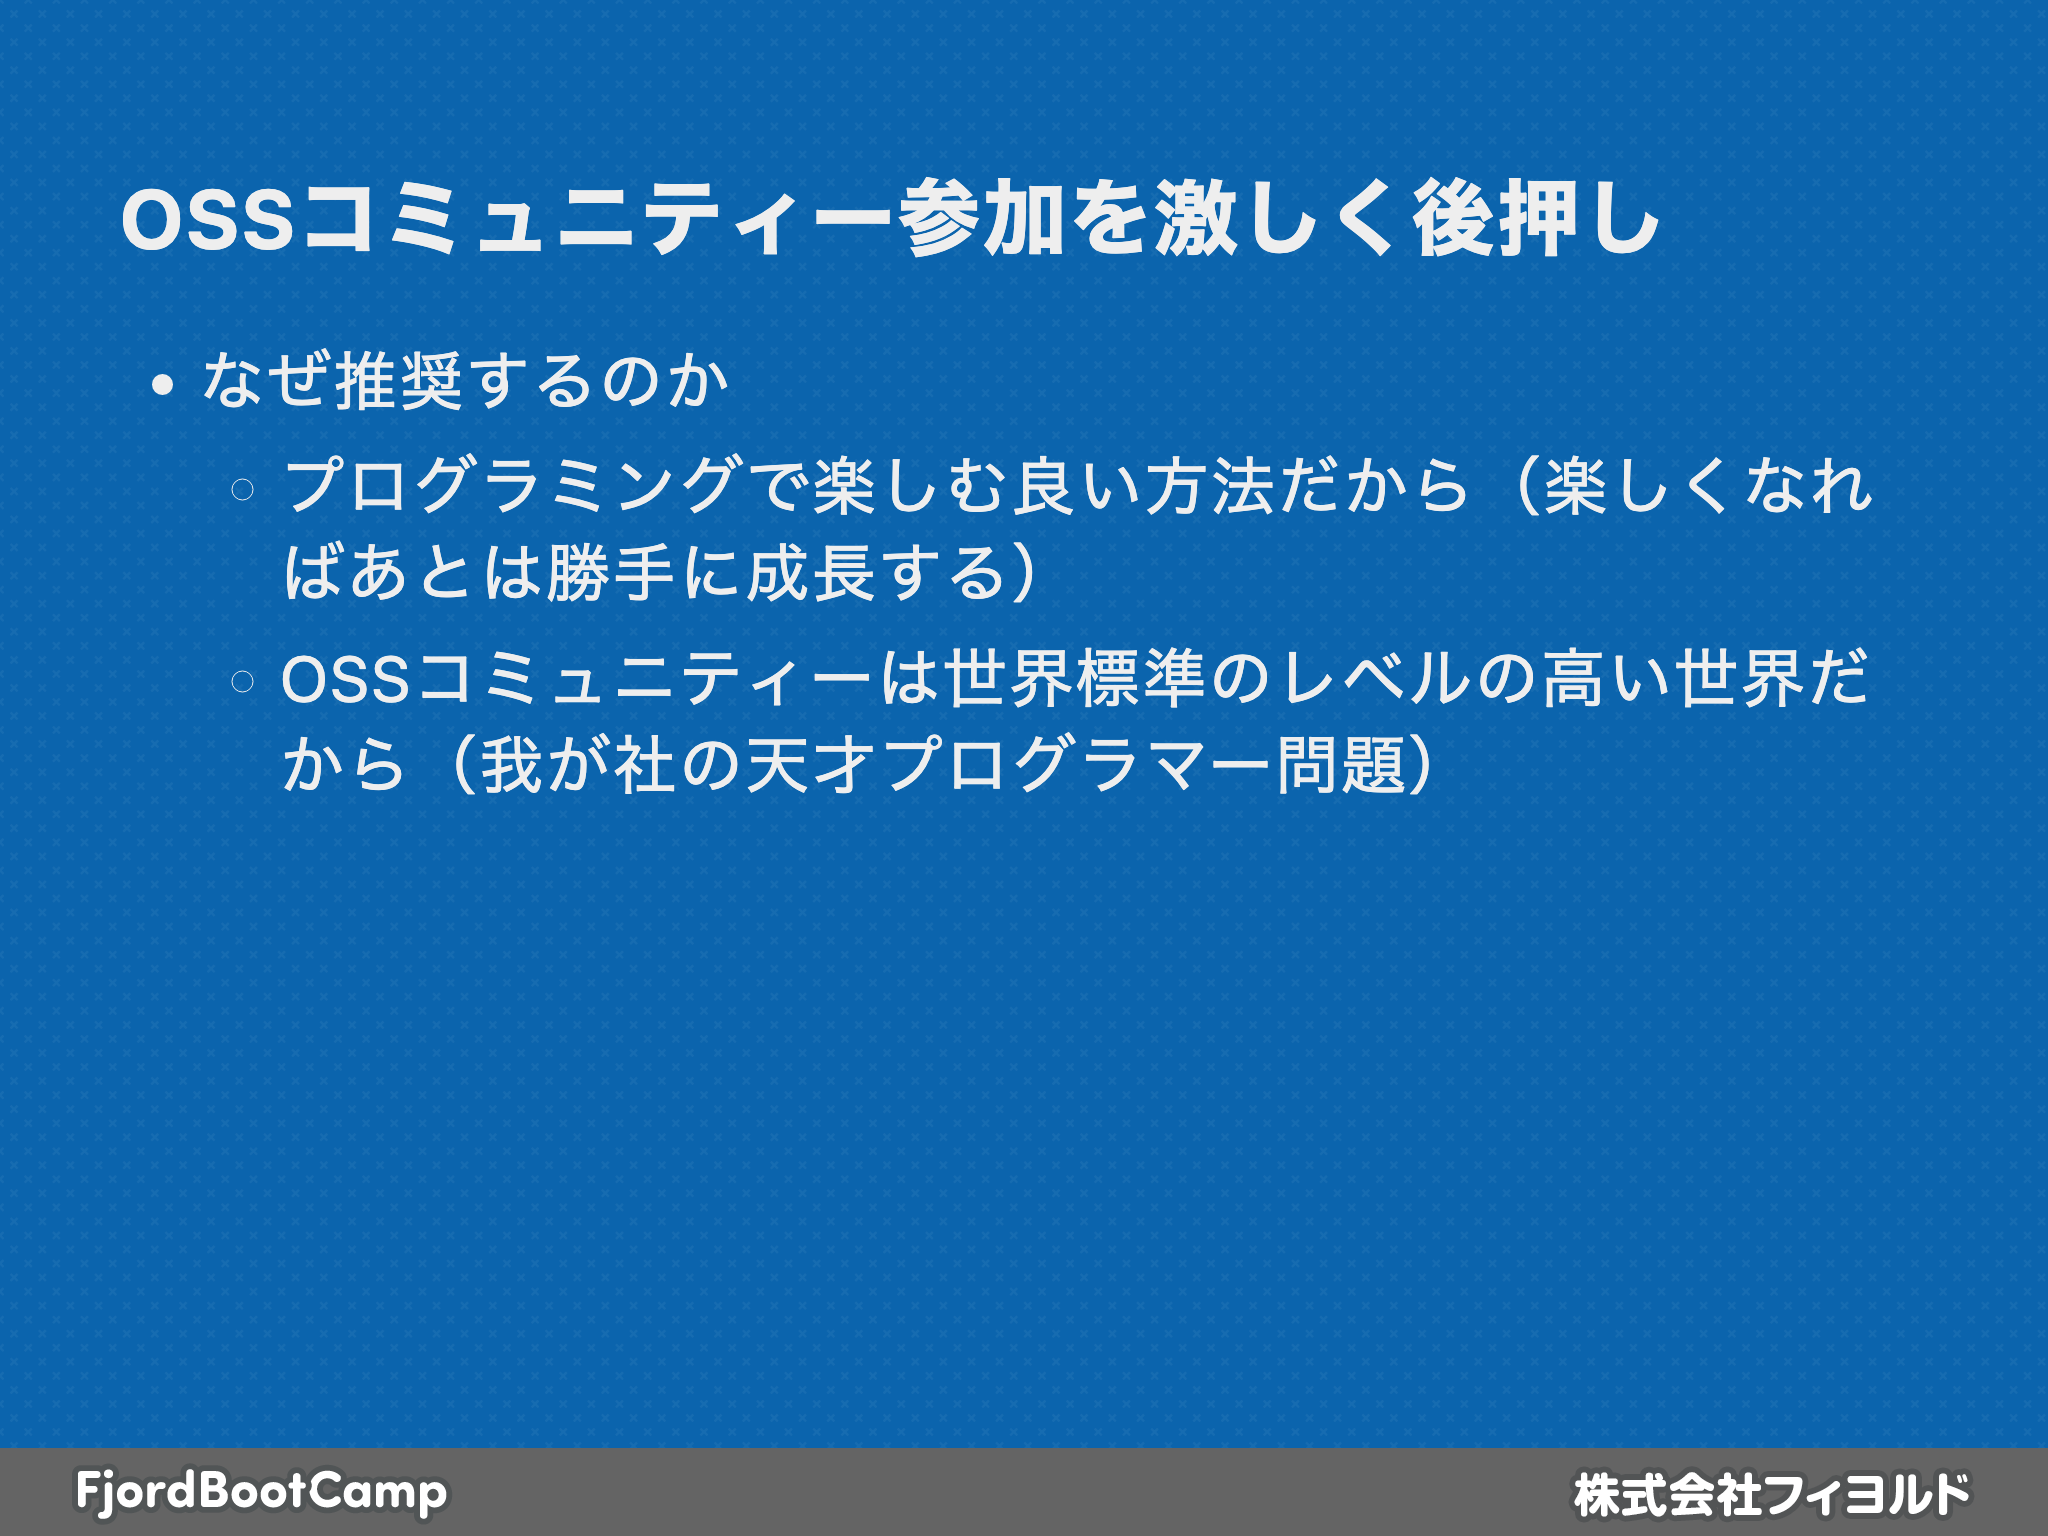 OSSコミュニティー参加を激しく後押し
• なぜ推奨するのか
◦ プログラミングで楽しむ良い方法だから（楽しくなれ
ばあとは勝手に成長する）
◦ OSSコミュニティーは世界標準のレベルの高い世界だ
から（我が社の天才プログラマー問題）
FjordBootCamp
株式会社フィヨルド